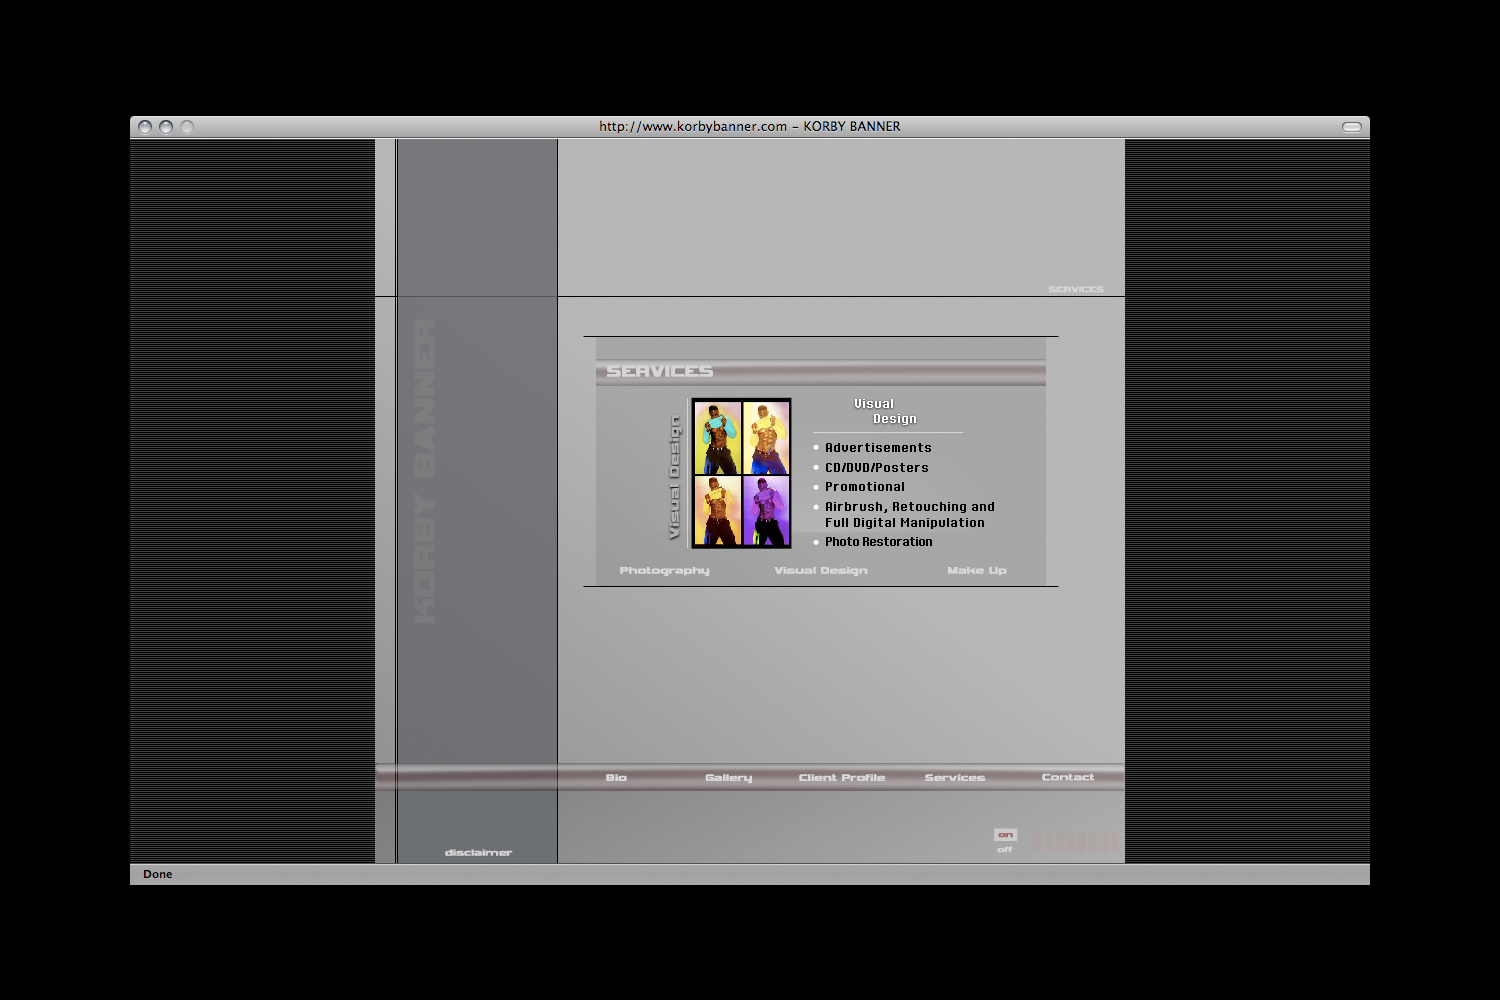 http://www.korbybanner.com – KORBY BANNER
SERVICES
KORBY BANNER
SERVICES
Visual Design
Visual
Design
Advertisements
CD/DVD/Posters
Promotional
Airbrush, Retouching and
Full Digital Manipulation
Photo Restoration
Photography Visual Design Make Up
Bio Gallery Client Profile Services Contact
on
off
disclaimer
Done